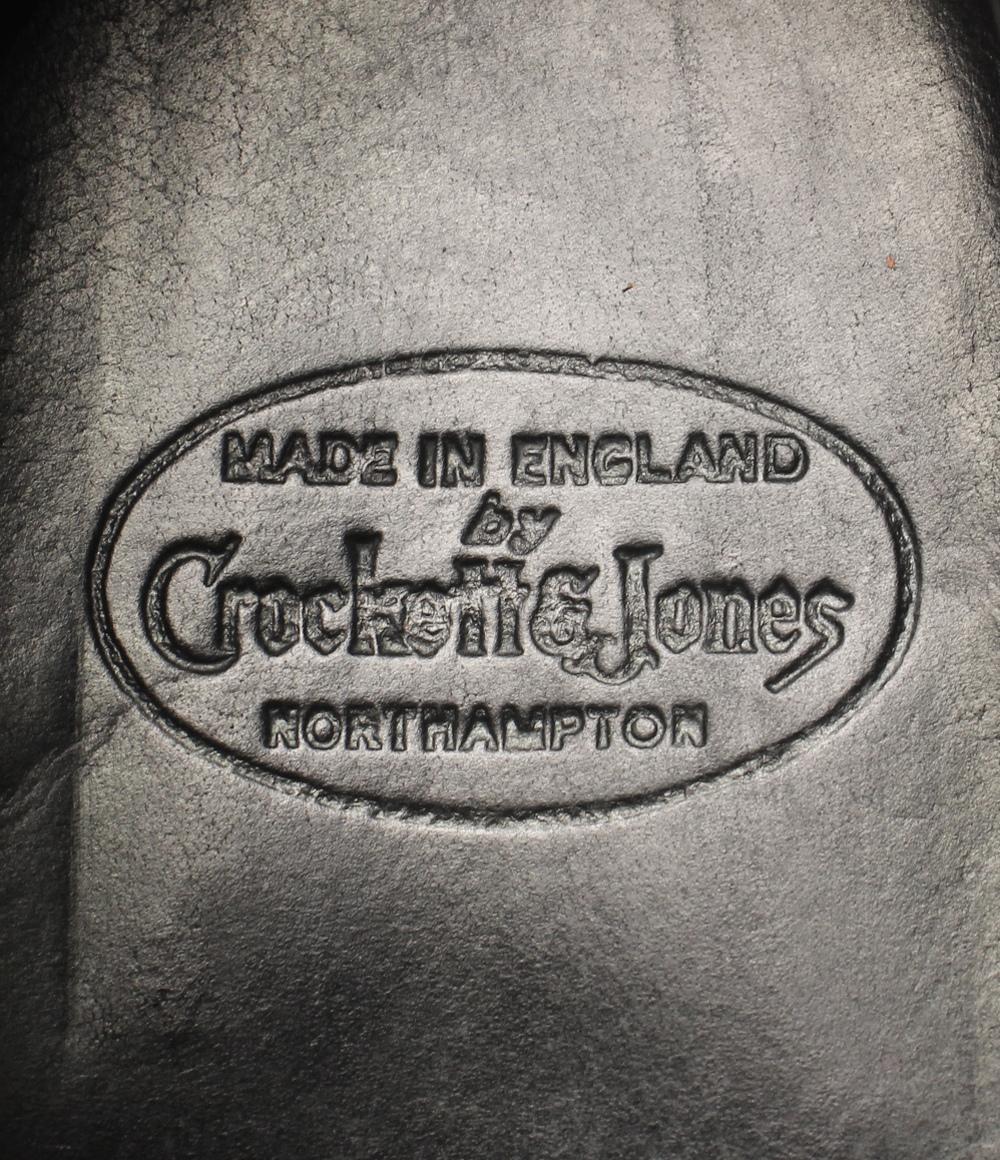 MADE IN ENGLAND
by
Crockett & Jones
NORTHAMPTON